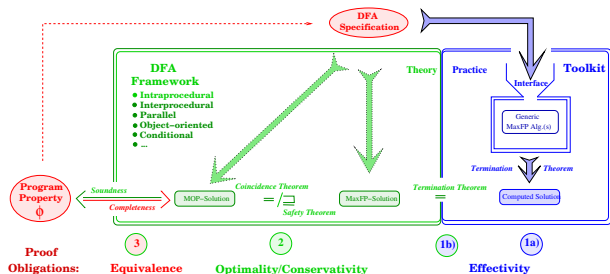 DFA
Specification
DFA
Framework
Theory
Practice
Toolkit
Interface
Intraprocedural
Interprocedural
Parallel
Object-oriented
Conditional
...
Generic
MaxFP Alg.(s)
Termination
Theorem
Program
Property
ϕ
Soundness
Completeness
MOP-Solution
Coincidence Theorem
= /⊒
Safety Theorem
MaxFP-Solution
Termination Theorem
=
Computed Solution
3
2
1b)
1a)
Proof
Obligations:
Equivalence
Optimality/Conservativity
Effectivity